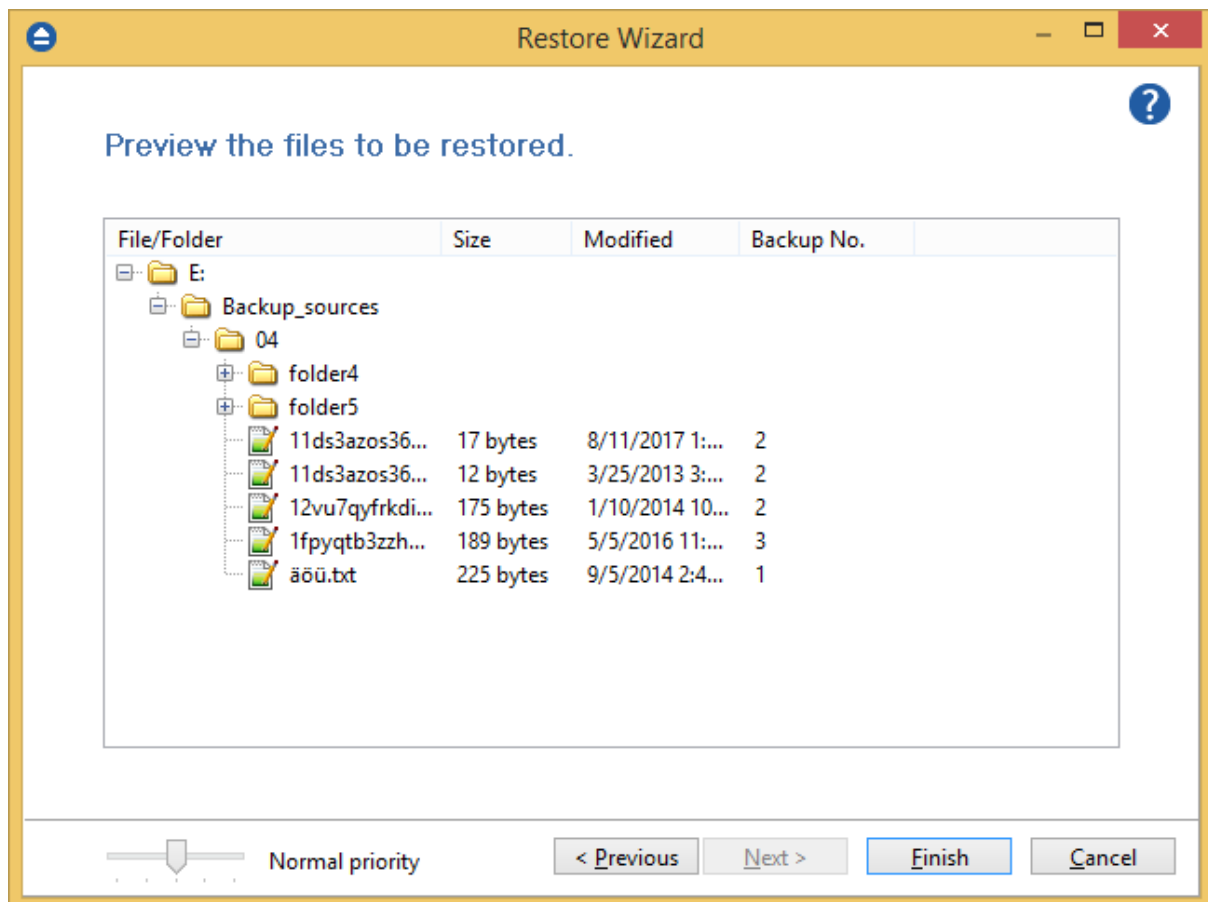 Restore Wizard
Preview the files to be restored.
File/Folder Size Modified Backup No.
E:
Backup_sources
04
folder4
folder5
11ds3azos36... 17 bytes 8/11/2017 1:... 2
11ds3azos36... 12 bytes 3/25/2013 3:... 2
12vu7qyfrkdi... 175 bytes 1/10/2014 10... 2
1fpyqtb3zzh... 189 bytes 5/5/2016 11:... 3
äöü.txt 225 bytes 9/5/2014 2:4... 1
Normal priority < Previous Next > Finish Cancel